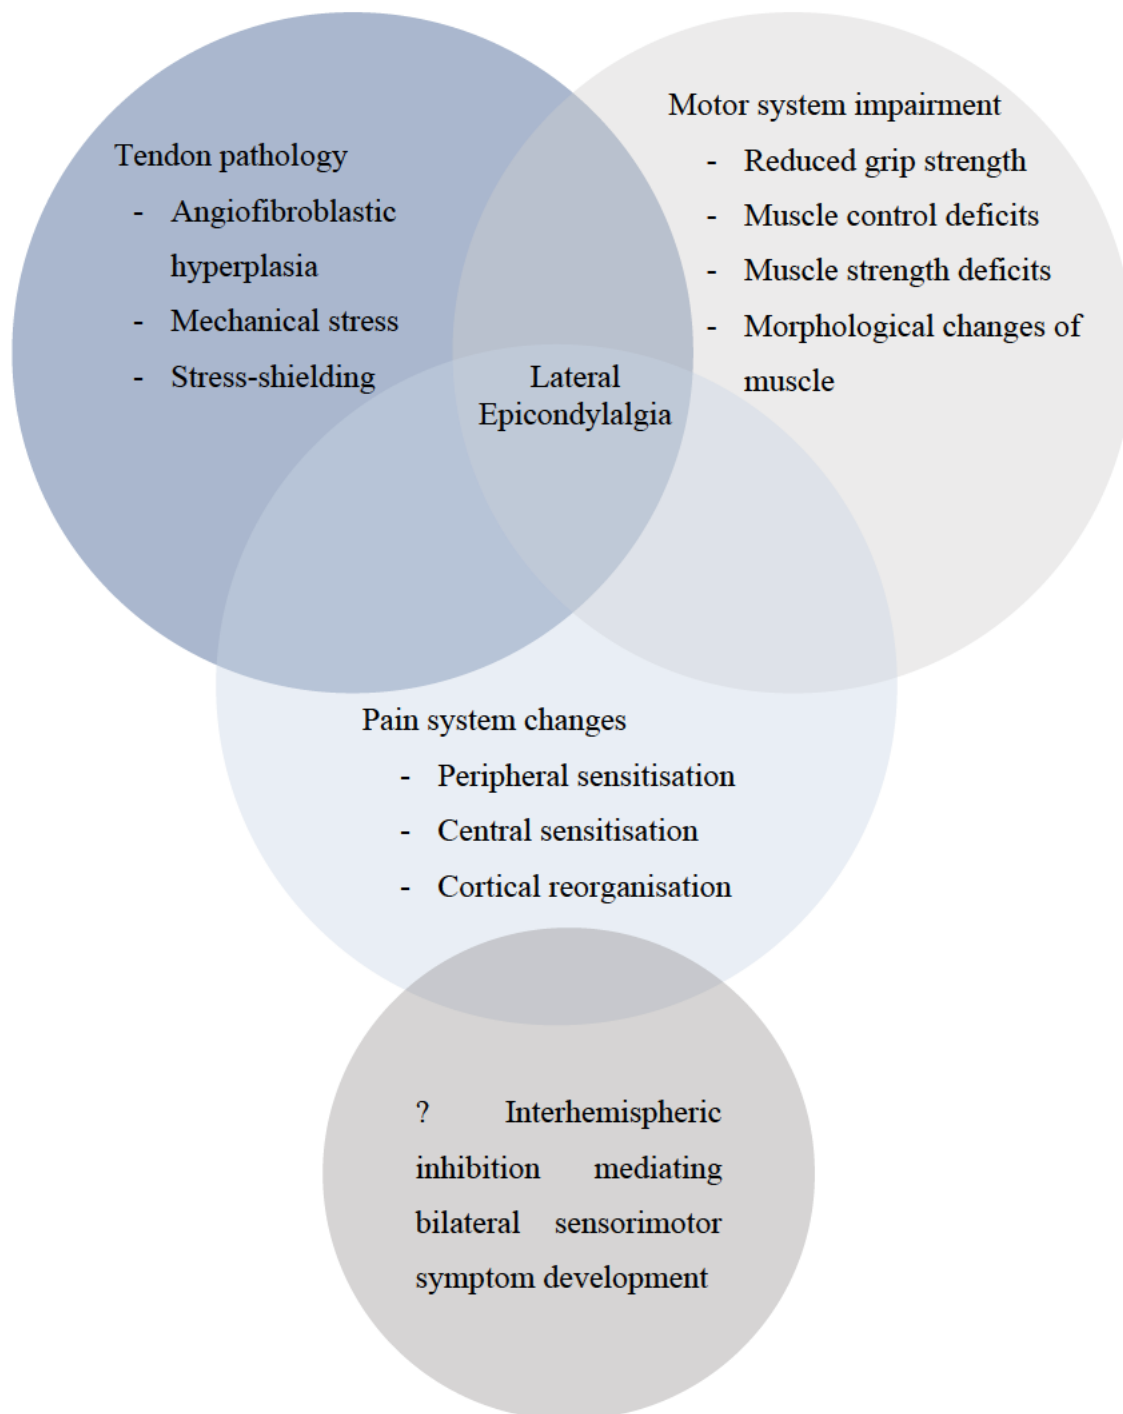 Tendon pathology
- Angiofibroblastic
hyperplasia
- Mechanical stress
- Stress-shielding
Motor system impairment
- Reduced grip strength
- Muscle control deficits
- Muscle strength deficits
- Morphological changes of
muscle
Lateral
Epicondylalgia
Pain system changes
- Peripheral sensitisation
- Central sensitisation
- Cortical reorganisation
? Interhemispheric
inhibition mediating
bilateral sensorimotor
symptom development